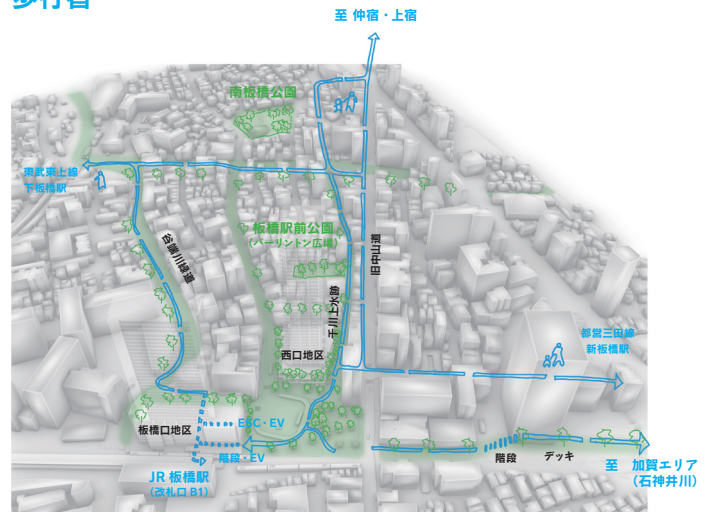 歩行者
至 仲宿・上宿
南板橋公園
東武東上線
下板橋駅
板橋駅前公園
(バーリントン広場)
谷端川緑道
旧中山道
千川上水跡
西口地区
都営三田線
新板橋駅
板橋口地区
ESC・EV
階段・EV
JR 板橋駅
(改札口 B1)
階段
デッキ
至 加賀エリア
(石神井川)